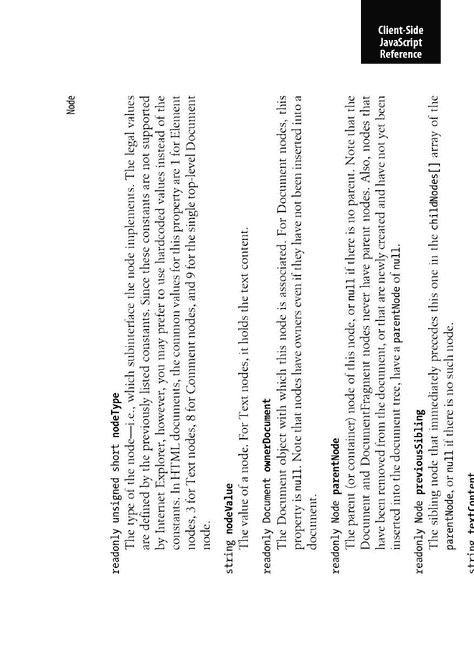 Client-Side
JavaScript
Reference
Node
readonly unsigned short nodeType
The type of the node—i.e., which subinterface the node implements. The legal values
are defined by the previously listed constants. Since these constants are not supported
by Internet Explorer, however, you may prefer to use hardcoded values instead of the
constants. In HTML documents, the common values for this property are 1 for Element
nodes, 3 for Text nodes, 8 for Comment nodes, and 9 for the single top-level Document
node.
string nodeValue
The value of a node. For Text nodes, it holds the text content.
readonly Document ownerDocument
The Document object with which this node is associated. For Document nodes, this
property is null. Note that nodes have owners even if they have not been inserted into a
document.
readonly Node parentNode
The parent (or container) node of this node, or null if there is no parent. Note that the
Document and DocumentFragment nodes never have parent nodes. Also, nodes that
have been removed from the document, or that are newly created and have not yet been
inserted into the document tree, have a parentNode of null.
readonly Node previousSibling
The sibling node that immediately precedes this one in the childNodes[] array of the
parentNode, or null if there is no such node.
string textContent